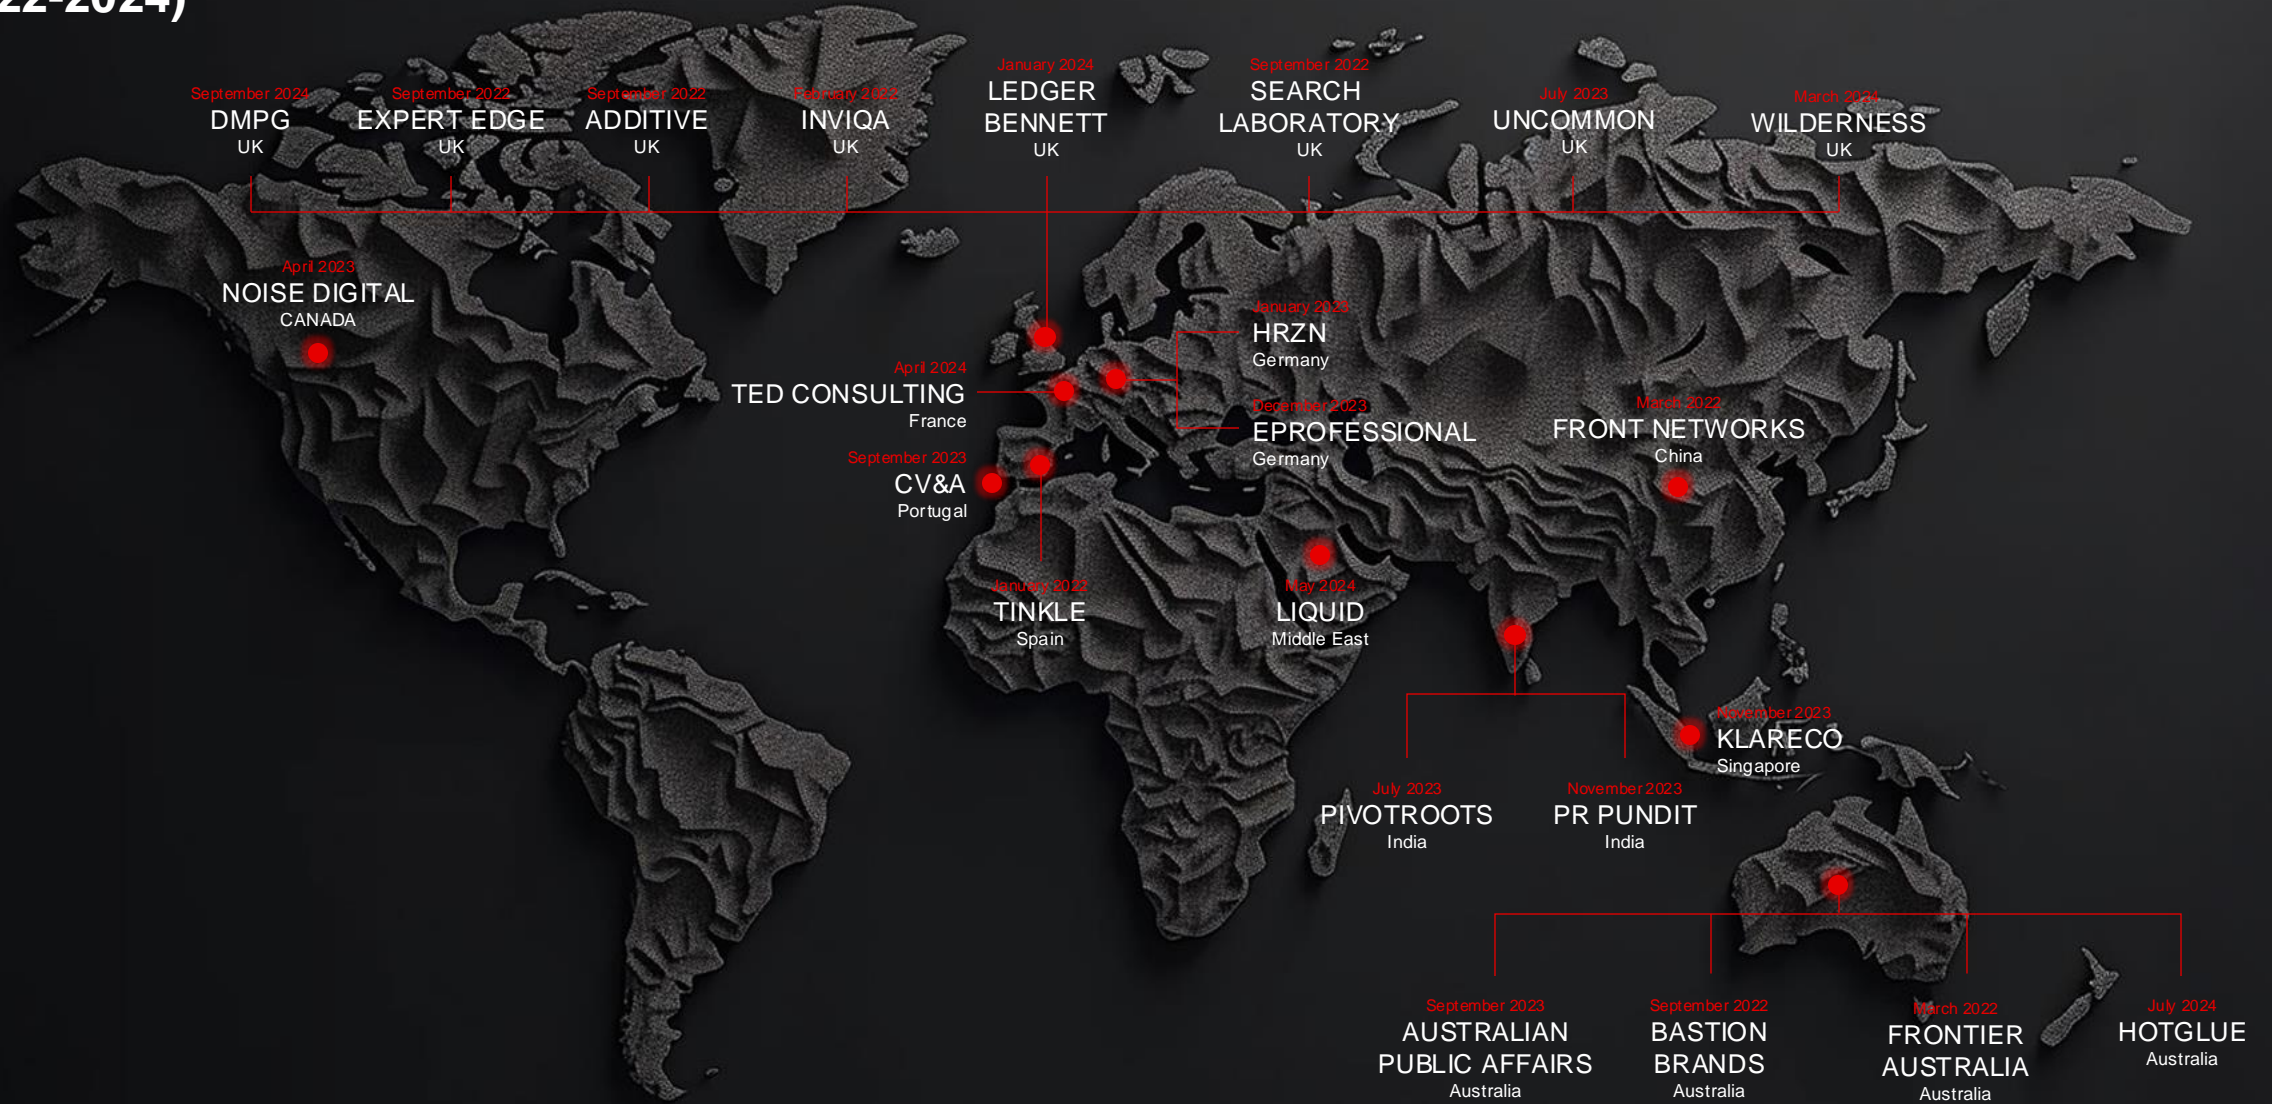 22-2024)
September 2024
DMPG
UK
September 2022
EXPERT EDGE
UK
September 2022
ADDITIVE
UK
February 2022
INVIQA
UK
January 2024
LEDGER
BENNETT
UK
September 2022
SEARCH
LABORATORY
UK
July 2023
UNCOMMON
UK
March 2024
WILDERNESS
UK
April 2023
NOISE DIGITAL
CANADA
January 2023
HRZN
Germany
April 2024
TED CONSULTING
France
December 2023
EPROFESSIONAL
Germany
March 2022
FRONT NETWORKS
China
September 2023
CV&A
Portugal
January 2022
TINKLE
Spain
May 2024
LIQUID
Middle East
November 2023
KLARECO
Singapore
July 2023
PIVOTROOTS
India
November 2023
PR PUNDIT
India
September 2023
AUSTRALIAN
PUBLIC AFFAIRS
Australia
September 2022
BASTION
BRANDS
Australia
March 2022
FRONTIER
AUSTRALIA
Australia
July 2024
HOTGLUE
Australia